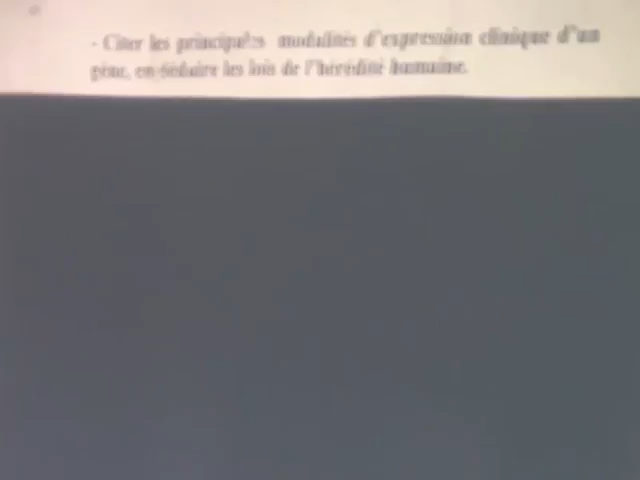 - Citer les principales modalités d'expression clinique d'un
gène, en déduire les lois de l'hérédité humaine.